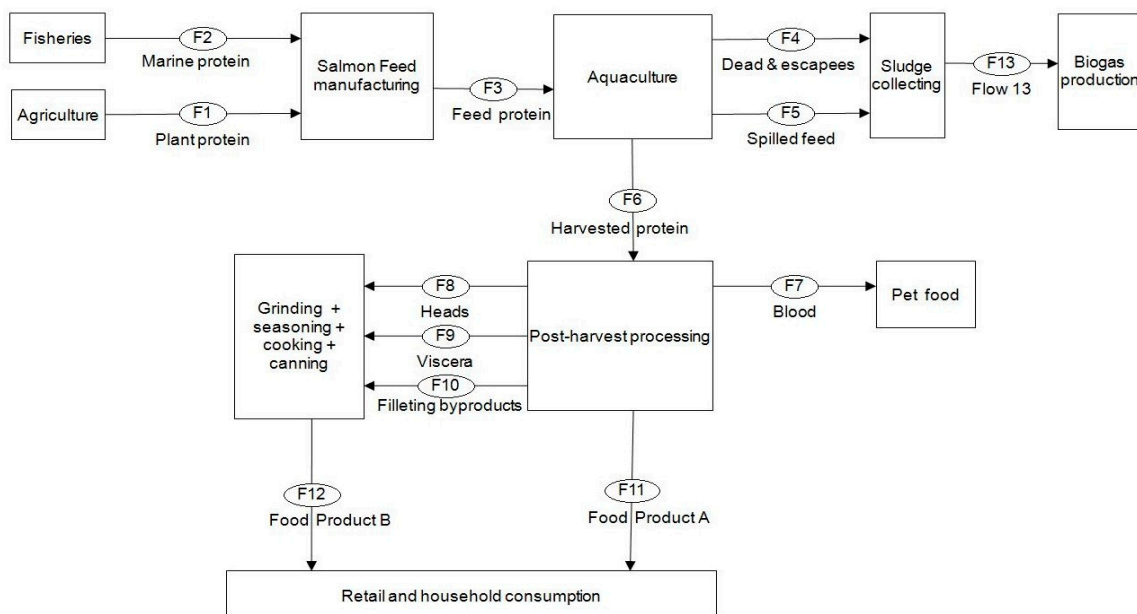 Fisheries
F2
Marine protein
Agriculture
F1
Plant protein
Salmon Feed
manufacturing
F3
Feed protein
Aquaculture
F4
Dead & escapees
F5
Spilled feed
Sludge
collecting
F13
Flow 13
Biogas
production
F6
Harvested protein
Grinding +
seasoning +
cooking +
canning
F8
Heads
F9
Viscera
F10
Filleting byproducts
Post-harvest processing
F7
Blood
Pet food
F12
Food Product B
F11
Food Product A
Retail and household consumption